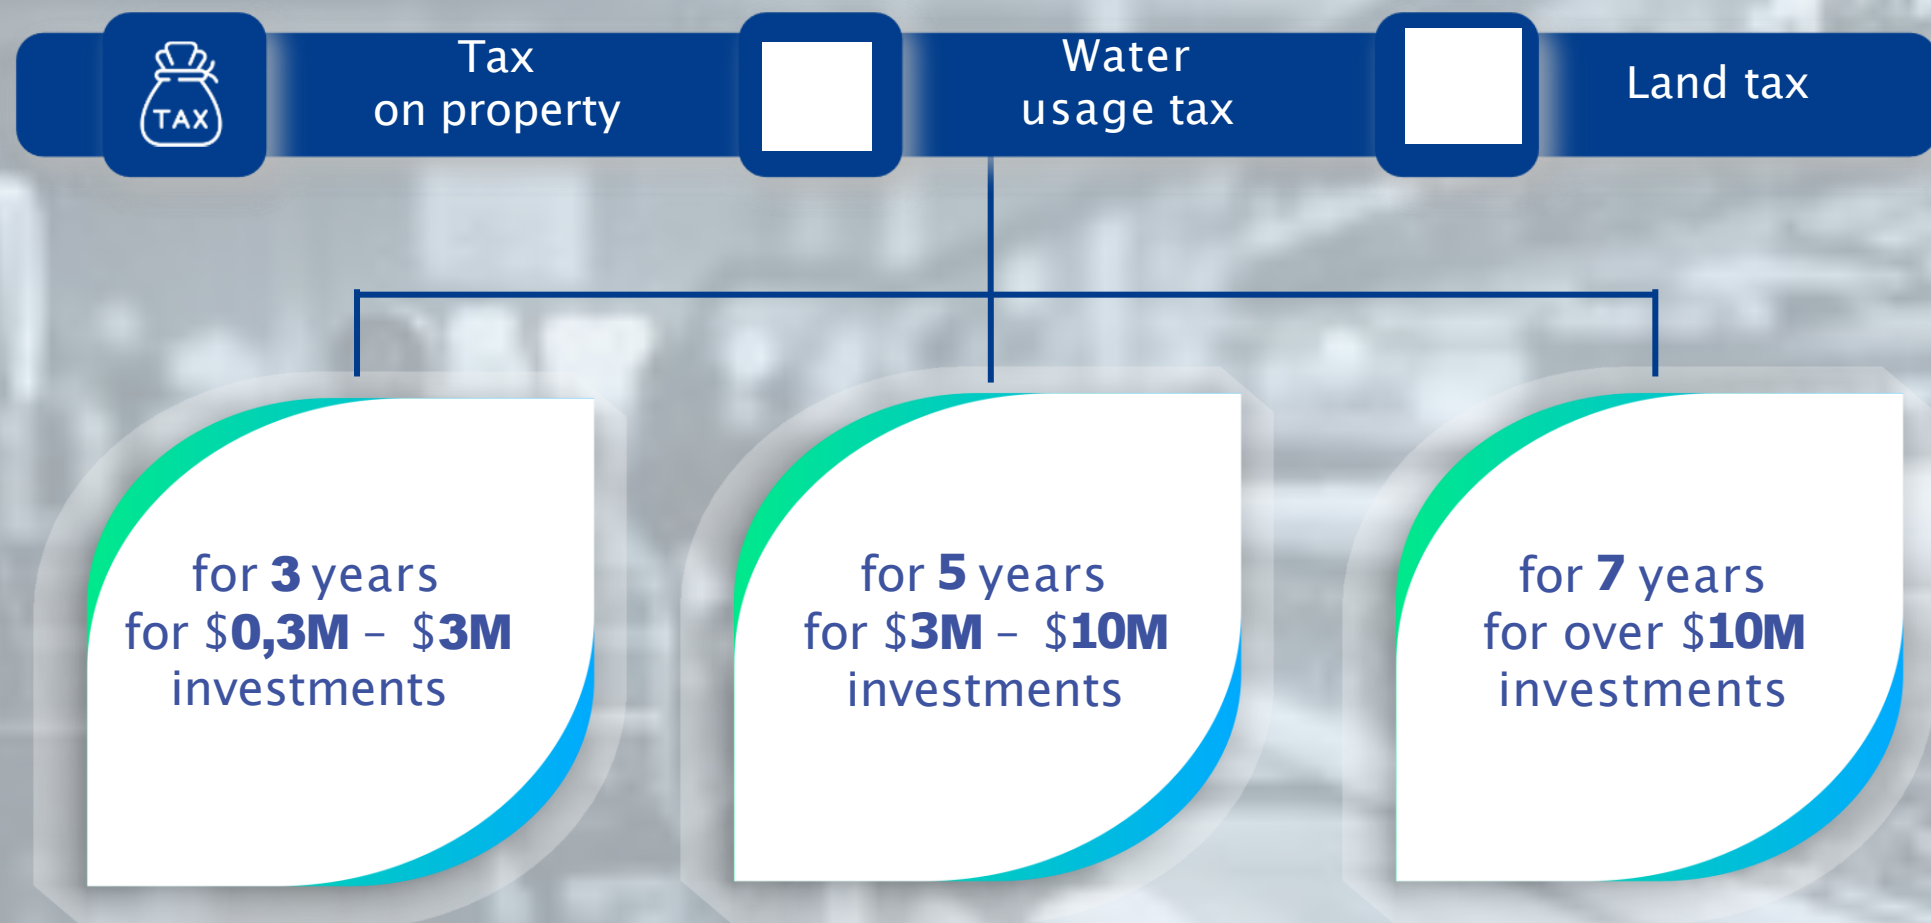 TAX
Tax
on property
Water
usage tax
Land tax
for 3 years
for $0,3M – $3M
investments
for 5 years
for $3M – $10M
investments
for 7 years
for over $10M
investments